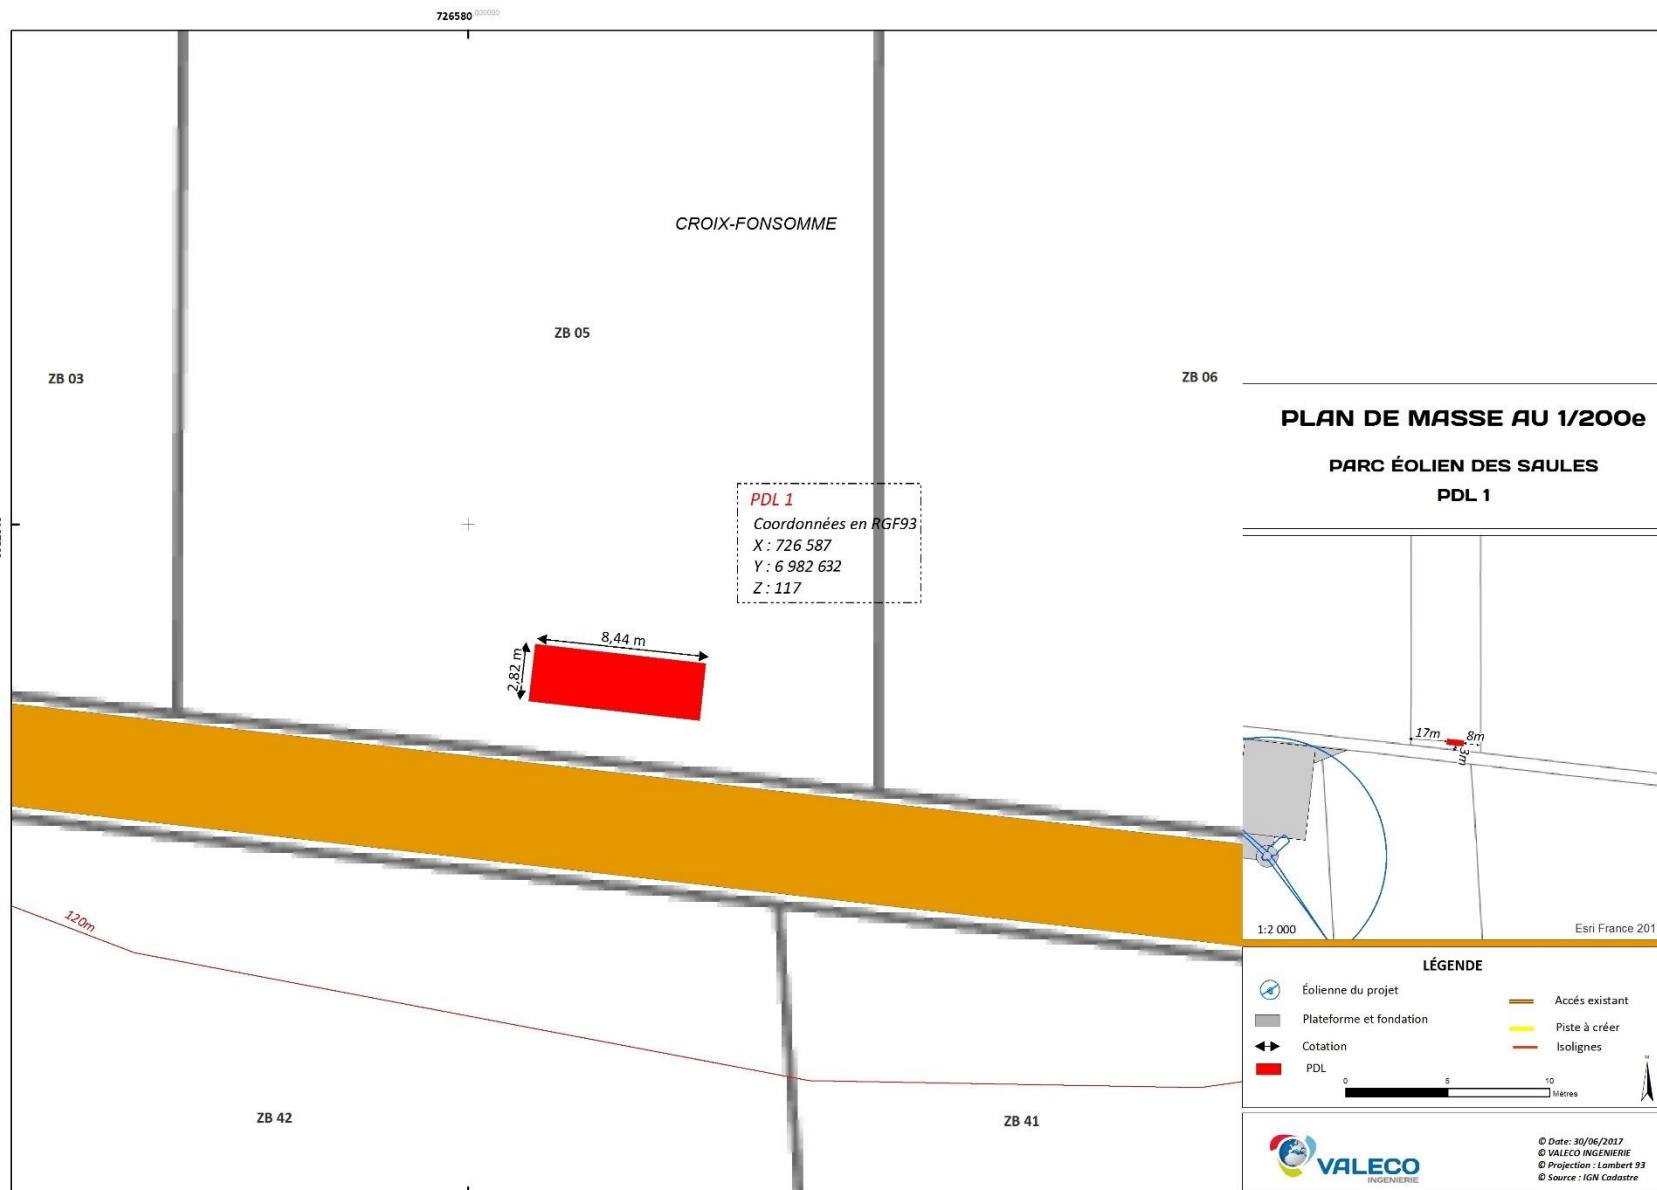 726580 000000
CROIX-FONSOMME
ZB 05
ZB 03
ZB 06
PDL 1
Coordonnées en RGF93
X : 726 587
Y : 6 982 632
Z : 117
8,44 m
2,82 m
120m
ZB 42
ZB 41
PLAN DE MASSE AU 1/200e
PARC ÉOLIEN DES SAULES
PDL 1
17m
8m
3m
1:2 000
Esri France 201
LÉGENDE
Éolienne du projet
Plateforme et fondation
Cotation
PDL
Accés existant
Piste à créer
Isolignes
0 5 10
Mètres
N
VALECO
INGENIERIE
© Date: 30/06/2017
© VALECO INGENIERIE
© Projection : Lambert 93
© Source : IGN Cadastre